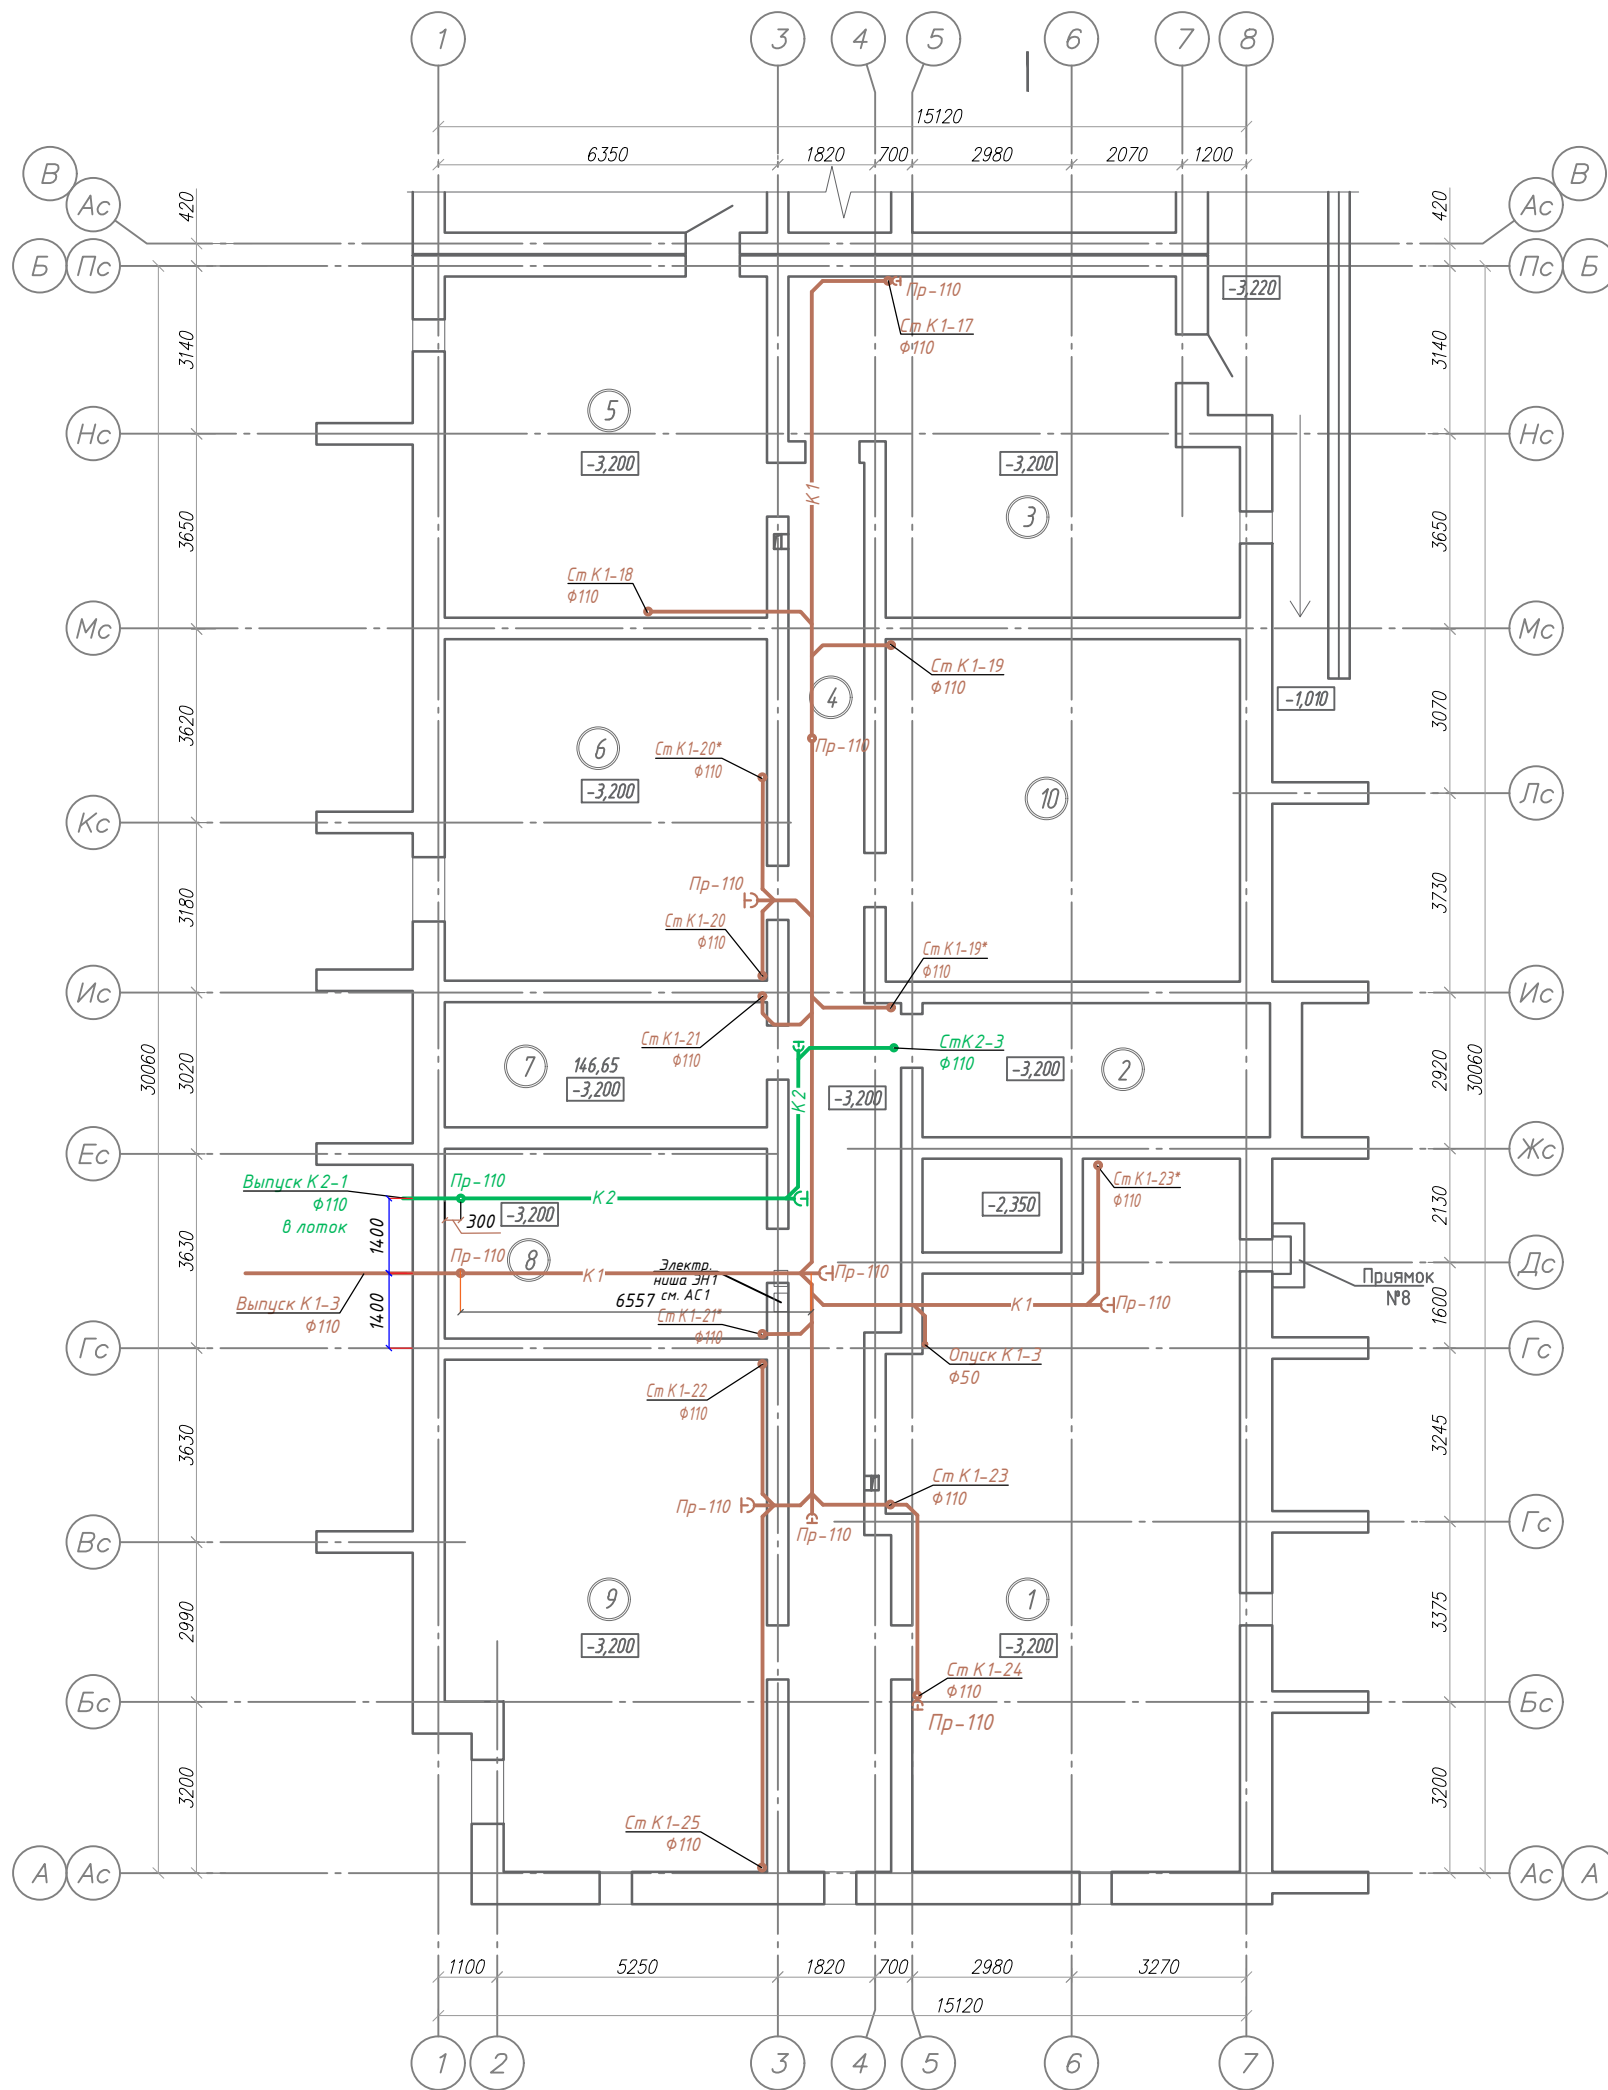 1 3 4 5 6 7 8
15120
6350 1820 700 2980 2070 1200
В В
Ас 420 420 Ас
Б Пс Пс Б
-3,220
Пр-110
Ст К1-17
ф110
3140 3140
5
Нс Нс
-3,200 -3,200
К1
3
3650 3650
Ст К1-18
ф110
Мс Мс
Ст К1-19
ф110
4
-1,010
3620 3070
6
Ст К1-20*
ф110
Пр-110
-3,200
10
Лс
Кс
Пр-110
3180 3730
Ст К1-20
ф110
Ст К1-19*
ф110
Ис Ис
Ст К1-21
ф110
СтК2-3
ф110
7
146,65
-3,200
-3,200
2
30060 3020 2920 30060
К2
-3,200
Ес Жс
Выпуск К2-1
ф110
в лоток
Пр-110
К2
Ст К1-23*
ф110
-2,350
-3,200
300
1400
3630 2130
Пр-110
8
К1
Электр.
ниша ЭН1
см. АС1
Пр-110
Дс
Приямок
№8
Выпуск К1-3
ф110
1400
6557
К1
Пр-110
1600
Ст К1-21*
ф110
Гс Гс
Опуск К1-3
ф50
Ст К1-22
ф110
3630 3245
Ст К1-23
ф110
Пр-110
Пр-110
Гс
Вс
9 1
2990 3375
-3,200 -3,200
Ст К1-24
ф110
Пр-110
Бс Бс
3200 3200
Ст К1-25
ф110
А Ас Ас А
1100 5250 1820 700 2980 3270
15120
1 2 3 4 5 6 7